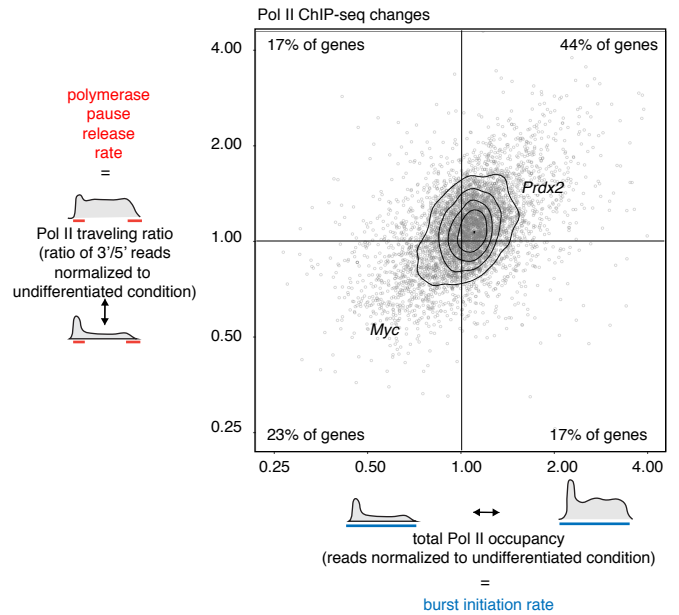 Pol II ChIP-seq changes
17% of genes
44% of genes
4.00
2.00
1.00
0.50
0.25
polymerase
pause
release
rate
=
Pol II traveling ratio
(ratio of 3'/5' reads
normalized to
undifferentiated condition)
Prdx2
Myc
23% of genes
17% of genes
0.25
0.50
1.00
2.00
4.00
total Pol II occupancy
(reads normalized to undifferentiated condition)
=
burst initiation rate